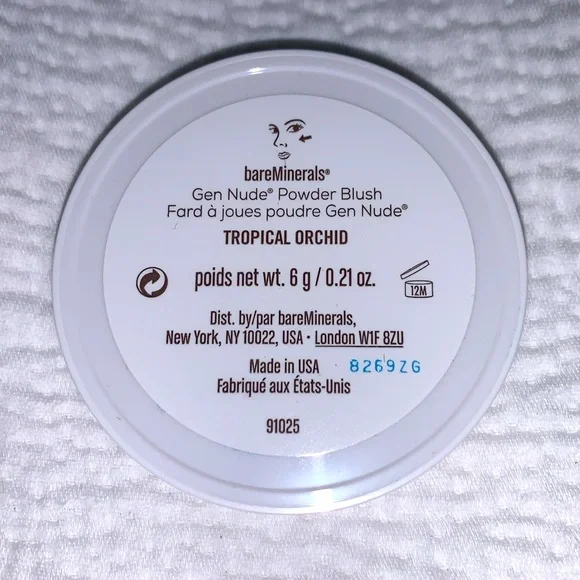 bareMinerals®
Gen Nude® Powder Blush
Fard à joues poudre Gen Nude®
TROPICAL ORCHID
poids net wt. 6 g / 0.21 oz.
12M
Dist. by/par bareMinerals,
New York, NY 10022, USA · London W1F 8ZU
Made in USA 8269ZG
Fabriqué aux États-Unis
91025